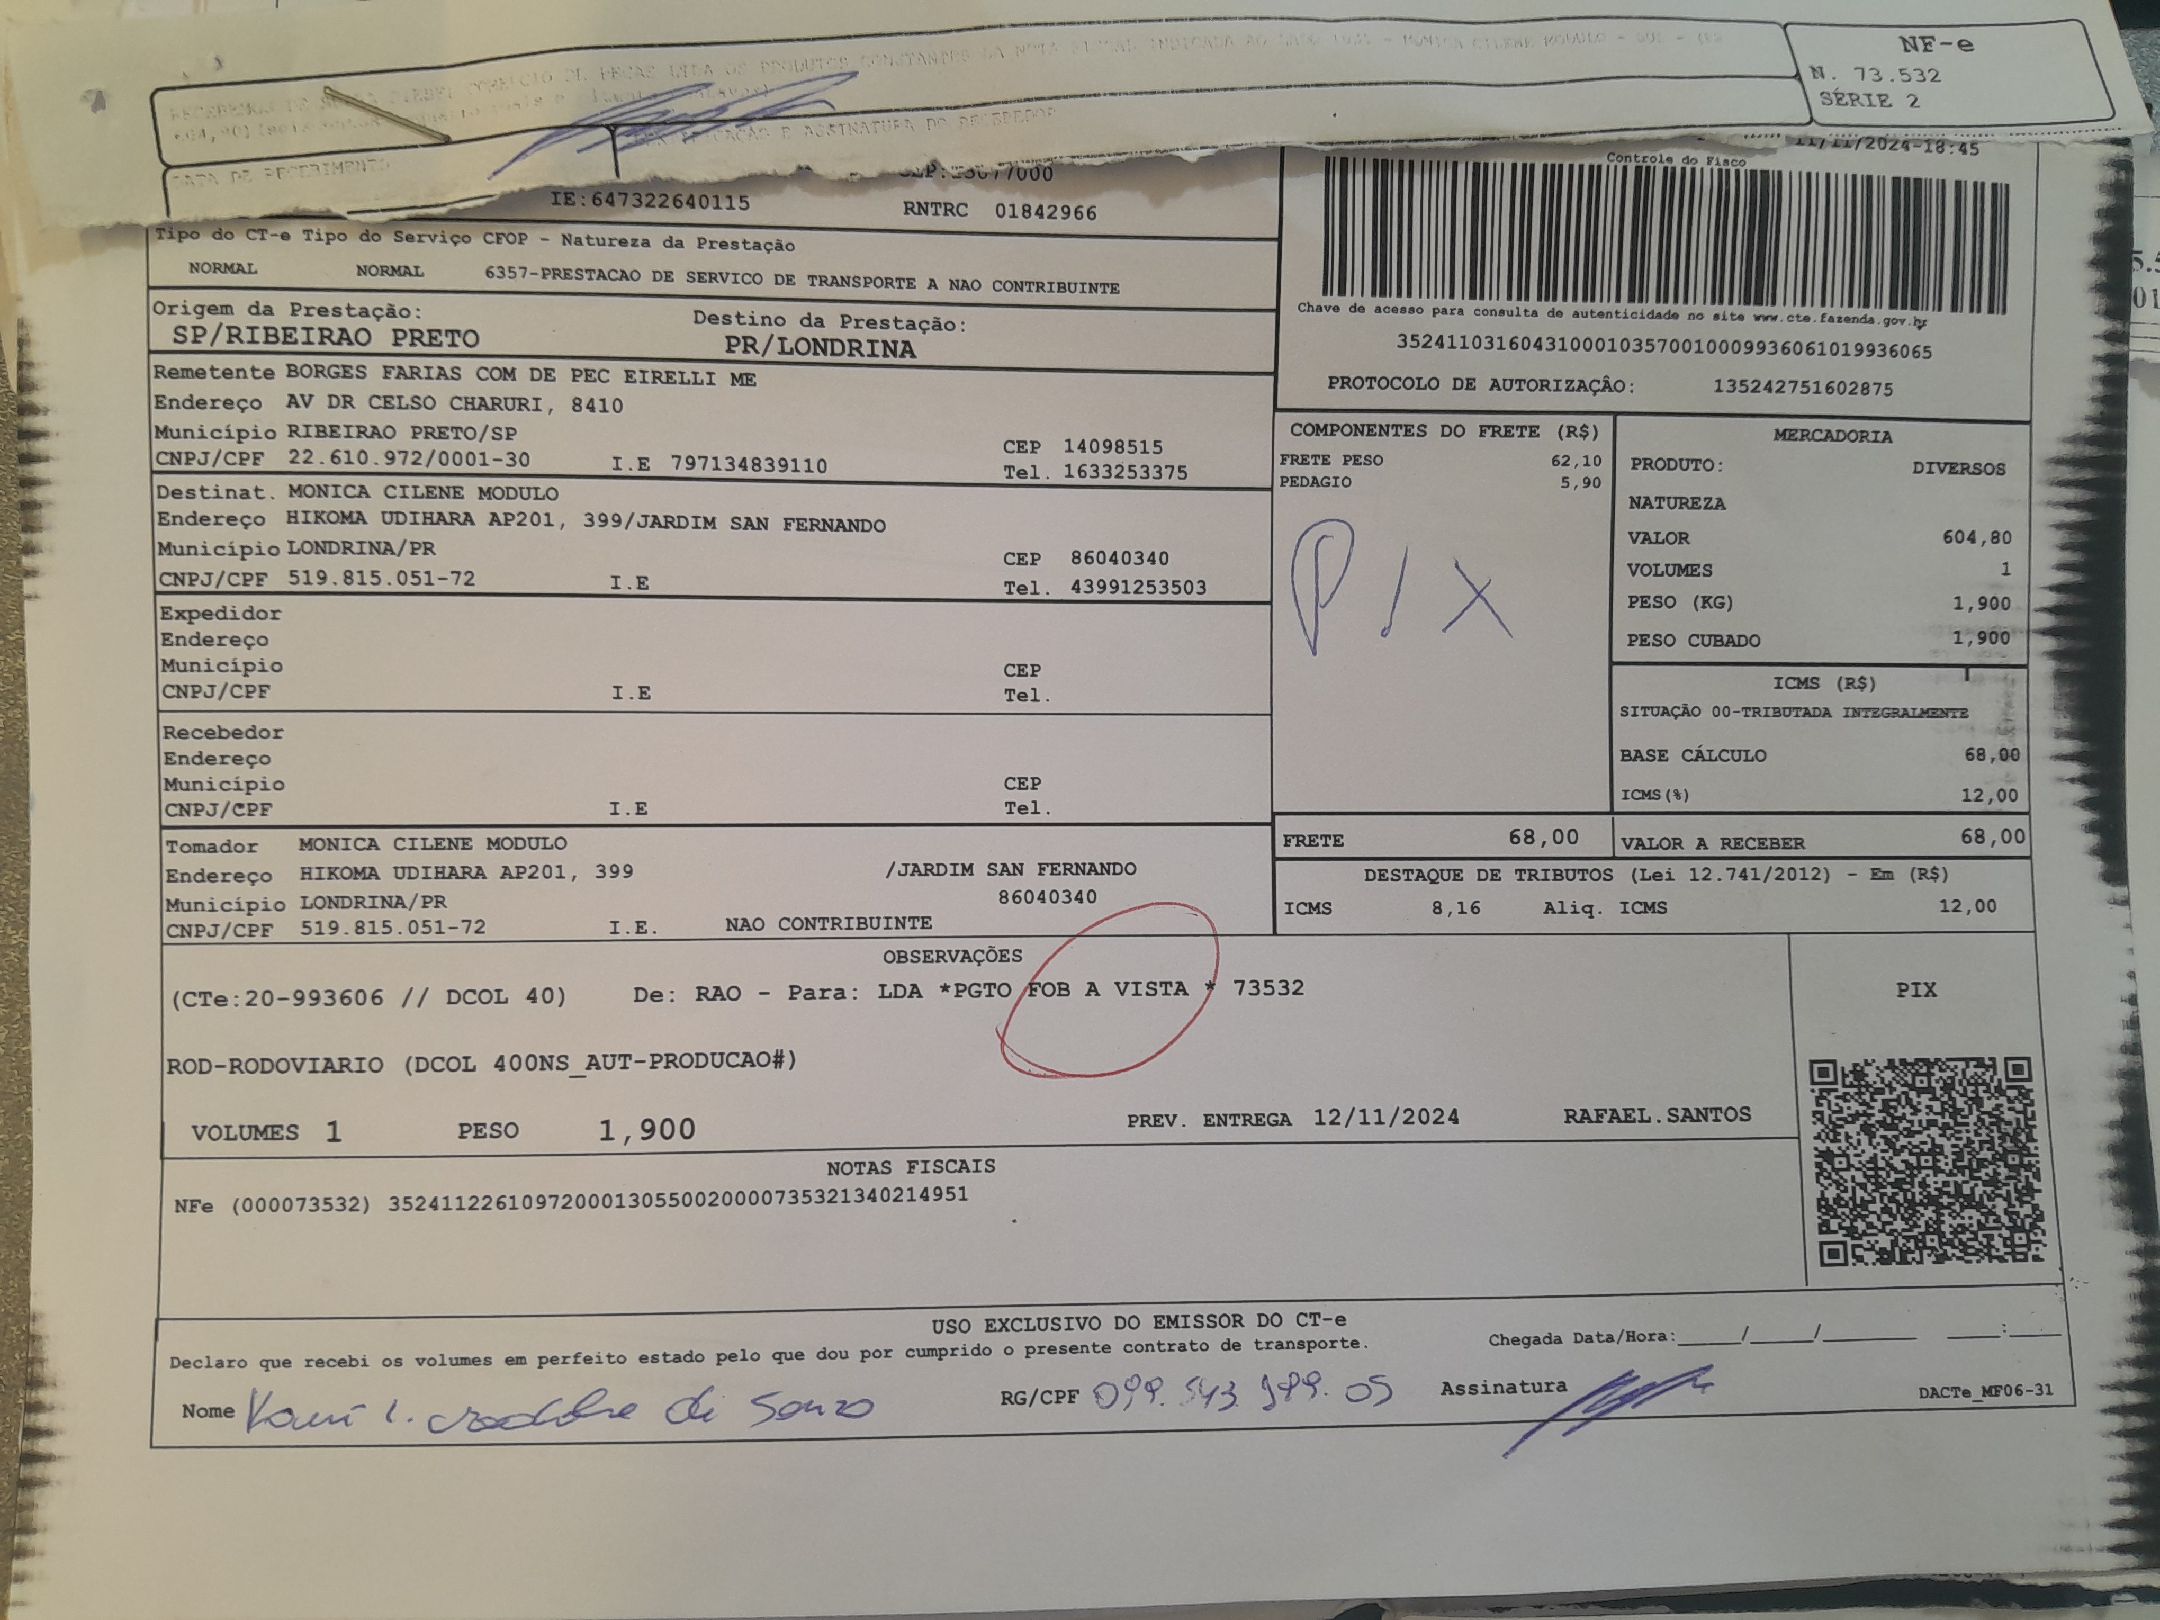 NF-e
N. 73.532
SÉRIE 2
DATA DE RECEBIMENTO
IDENTIFICAÇÃO E ASSINATURA DO RECEBEDOR
11/11/2024-18:45
IE:647322640115 RNTRC 01842966
Controle do Fisco
Tipo do CT-e Tipo do Serviço CFOP - Natureza da Prestação
NORMAL NORMAL 6357-PRESTACAO DE SERVICO DE TRANSPORTE A NAO CONTRIBUINTE
Chave de acesso para consulta de autenticidade no site www.cte.fazenda.gov.br
35241103160431000103570010009936061019936065
PROTOCOLO DE AUTORIZAÇÃO: 135242751602875
Origem da Prestação: Destino da Prestação:
SP/RIBEIRAO PRETO PR/LONDRINA
Remetente BORGES FARIAS COM DE PEC EIRELLI ME
Endereço AV DR CELSO CHARURI, 8410
Município RIBEIRAO PRETO/SP CEP 14098515
CNPJ/CPF 22.610.972/0001-30 I.E 797134839110 Tel. 1633253375
Destinat. MONICA CILENE MODULO
Endereço HIKOMA UDIHARA AP201, 399/JARDIM SAN FERNANDO
Município LONDRINA/PR CEP 86040340
CNPJ/CPF 519.815.051-72 I.E Tel. 43991253503
Expedidor
Endereço
Município CEP
CNPJ/CPF I.E Tel.
Recebedor
Endereço
Município CEP
CNPJ/CPF I.E Tel.
Tomador MONICA CILENE MODULO
Endereço HIKOMA UDIHARA AP201, 399 /JARDIM SAN FERNANDO
Município LONDRINA/PR 86040340
CNPJ/CPF 519.815.051-72 I.E. NAO CONTRIBUINTE
COMPONENTES DO FRETE (R$)
FRETE PESO 62,10
PEDAGIO 5,90
PIX
MERCADORIA
PRODUTO: DIVERSOS
NATUREZA
VALOR 604,80
VOLUMES 1
PESO (KG) 1,900
PESO CUBADO 1,900
ICMS (R$)
SITUAÇÃO 00-TRIBUTADA INTEGRALMENTE
BASE CÁLCULO 68,00
ICMS(%) 12,00
FRETE 68,00 VALOR A RECEBER 68,00
DESTAQUE DE TRIBUTOS (Lei 12.741/2012) - Em (R$)
ICMS 8,16 Aliq. ICMS 12,00
OBSERVAÇÕES
(CTe:20-993606 // DCOL 40) De: RAO - Para: LDA *PGTO FOB A VISTA * 73532
PIX
ROD-RODOVIARIO (DCOL 400NS_AUT-PRODUCAO#)
VOLUMES 1 PESO 1,900 PREV. ENTREGA 12/11/2024 RAFAEL.SANTOS
NOTAS FISCAIS
NFe (000073532) 35241122610972000130550020000735321340214951
USO EXCLUSIVO DO EMISSOR DO CT-e
Declaro que recebi os volumes em perfeito estado pelo que dou por cumprido o presente contrato de transporte.
Chegada Data/Hora:_____/_____/_______ ____:____
Nome di Souza RG/CPF Assinatura
DACTe_MF06-31